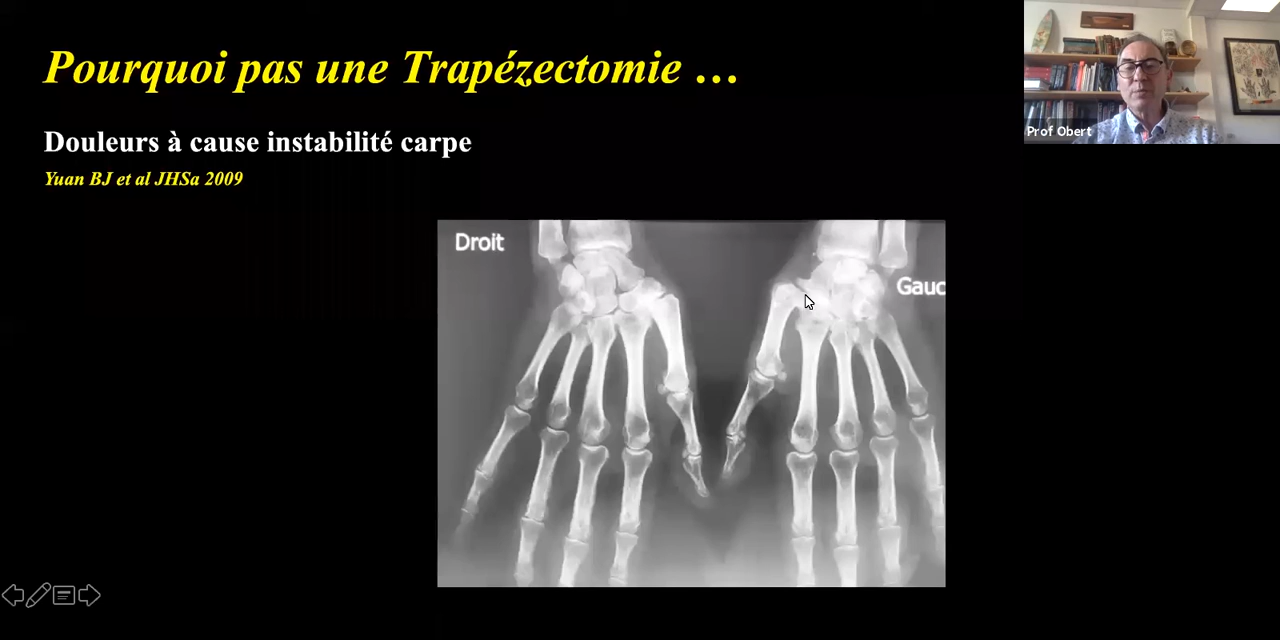 Pourquoi pas une Trapézectomie ...
Douleurs à cause instabilité carpe
Yuan BJ et al JHSa 2009
Droit
Gauc
Prof Obert